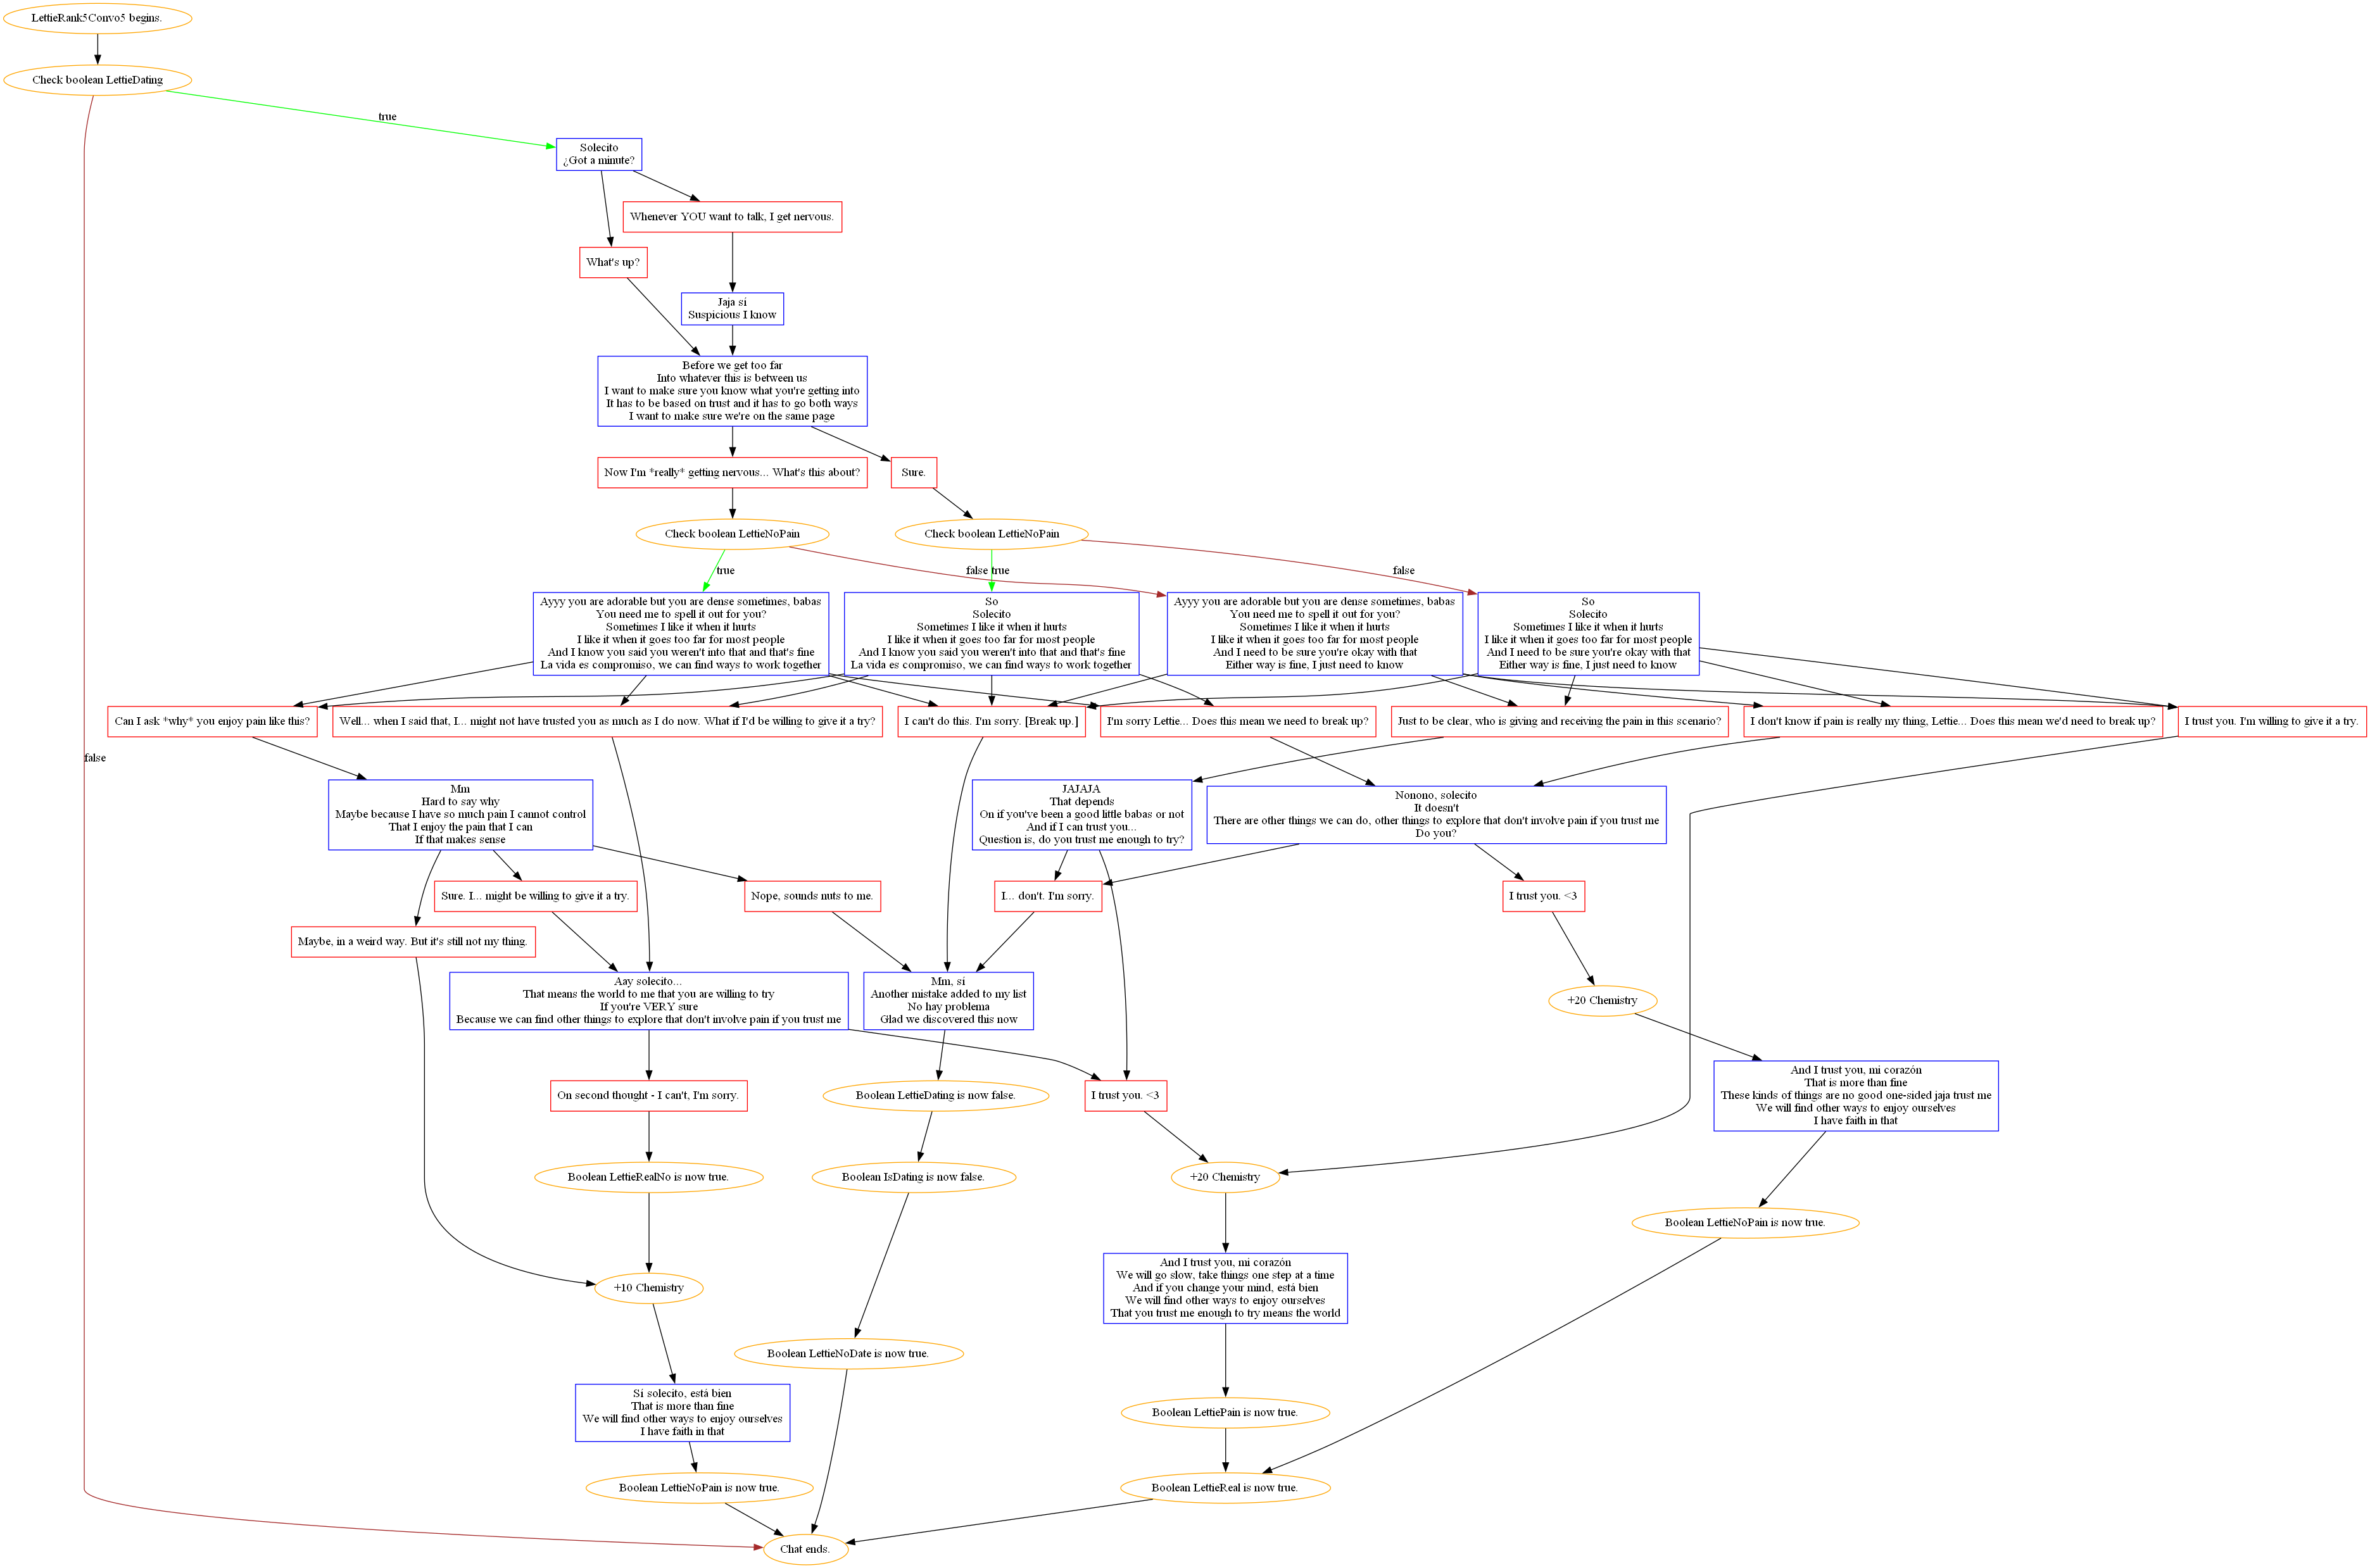 LettieRank5Convo5 begins.
Check boolean LettieDating
true
Solecito
¿Got a minute?
Whenever YOU want to talk, I get nervous.
What's up?
Jaja sí
Suspicious I know
Before we get too far
Into whatever this is between us
I want to make sure you know what you're getting into
It has to be based on trust and it has to go both ways
I want to make sure we're on the same page
Now I'm *really* getting nervous... What's this about?
Sure.
Check boolean LettieNoPain
Check boolean LettieNoPain
true
false
true
false
Ayyy you are adorable but you are dense sometimes, babas
You need me to spell it out for you?
Sometimes I like it when it hurts
I like it when it goes too far for most people
And I know you said you weren't into that and that's fine
La vida es compromiso, we can find ways to work together
So
Solecito
Sometimes I like it when it hurts
I like it when it goes too far for most people
And I know you said you weren't into that and that's fine
La vida es compromiso, we can find ways to work together
Ayyy you are adorable but you are dense sometimes, babas
You need me to spell it out for you?
Sometimes I like it when it hurts
I like it when it goes too far for most people
And I need to be sure you're okay with that
Either way is fine, I just need to know
So
Solecito
Sometimes I like it when it hurts
I like it when it goes too far for most people
And I need to be sure you're okay with that
Either way is fine, I just need to know
Can I ask *why* you enjoy pain like this?
Well... when I said that, I... might not have trusted you as much as I do now. What if I'd be willing to give it a try?
I can't do this. I'm sorry. [Break up.]
I'm sorry Lettie... Does this mean we need to break up?
Just to be clear, who is giving and receiving the pain in this scenario?
I don't know if pain is really my thing, Lettie... Does this mean we'd need to break up?
I trust you. I'm willing to give it a try.
false
Mm
Hard to say why
Maybe because I have so much pain I cannot control
That I enjoy the pain that I can
If that makes sense
JAJAJA
That depends
On if you've been a good little babas or not
And if I can trust you...
Question is, do you trust me enough to try?
Nonono, solecito
It doesn't
There are other things we can do, other things to explore that don't involve pain if you trust me
Do you?
Sure. I... might be willing to give it a try.
Nope, sounds nuts to me.
I... don't. I'm sorry.
I trust you. <3
Maybe, in a weird way. But it's still not my thing.
Aay solecito...
That means the world to me that you are willing to try
If you're VERY sure
Because we can find other things to explore that don't involve pain if you trust me
Mm, sí
Another mistake added to my list
No hay problema
Glad we discovered this now
+20 Chemistry
On second thought - I can't, I'm sorry.
Boolean LettieDating is now false.
I trust you. <3
And I trust you, mi corazón
That is more than fine
These kinds of things are no good one-sided jaja trust me
We will find other ways to enjoy ourselves
I have faith in that
Boolean LettieRealNo is now true.
Boolean IsDating is now false.
+20 Chemistry
Boolean LettieNoPain is now true.
+10 Chemistry
And I trust you, mi corazón
We will go slow, take things one step at a time
And if you change your mind, está bien
We will find other ways to enjoy ourselves
That you trust me enough to try means the world
Boolean LettieNoDate is now true.
Sí solecito, está bien
That is more than fine
We will find other ways to enjoy ourselves
I have faith in that
Boolean LettiePain is now true.
Boolean LettieNoPain is now true.
Boolean LettieReal is now true.
Chat ends.